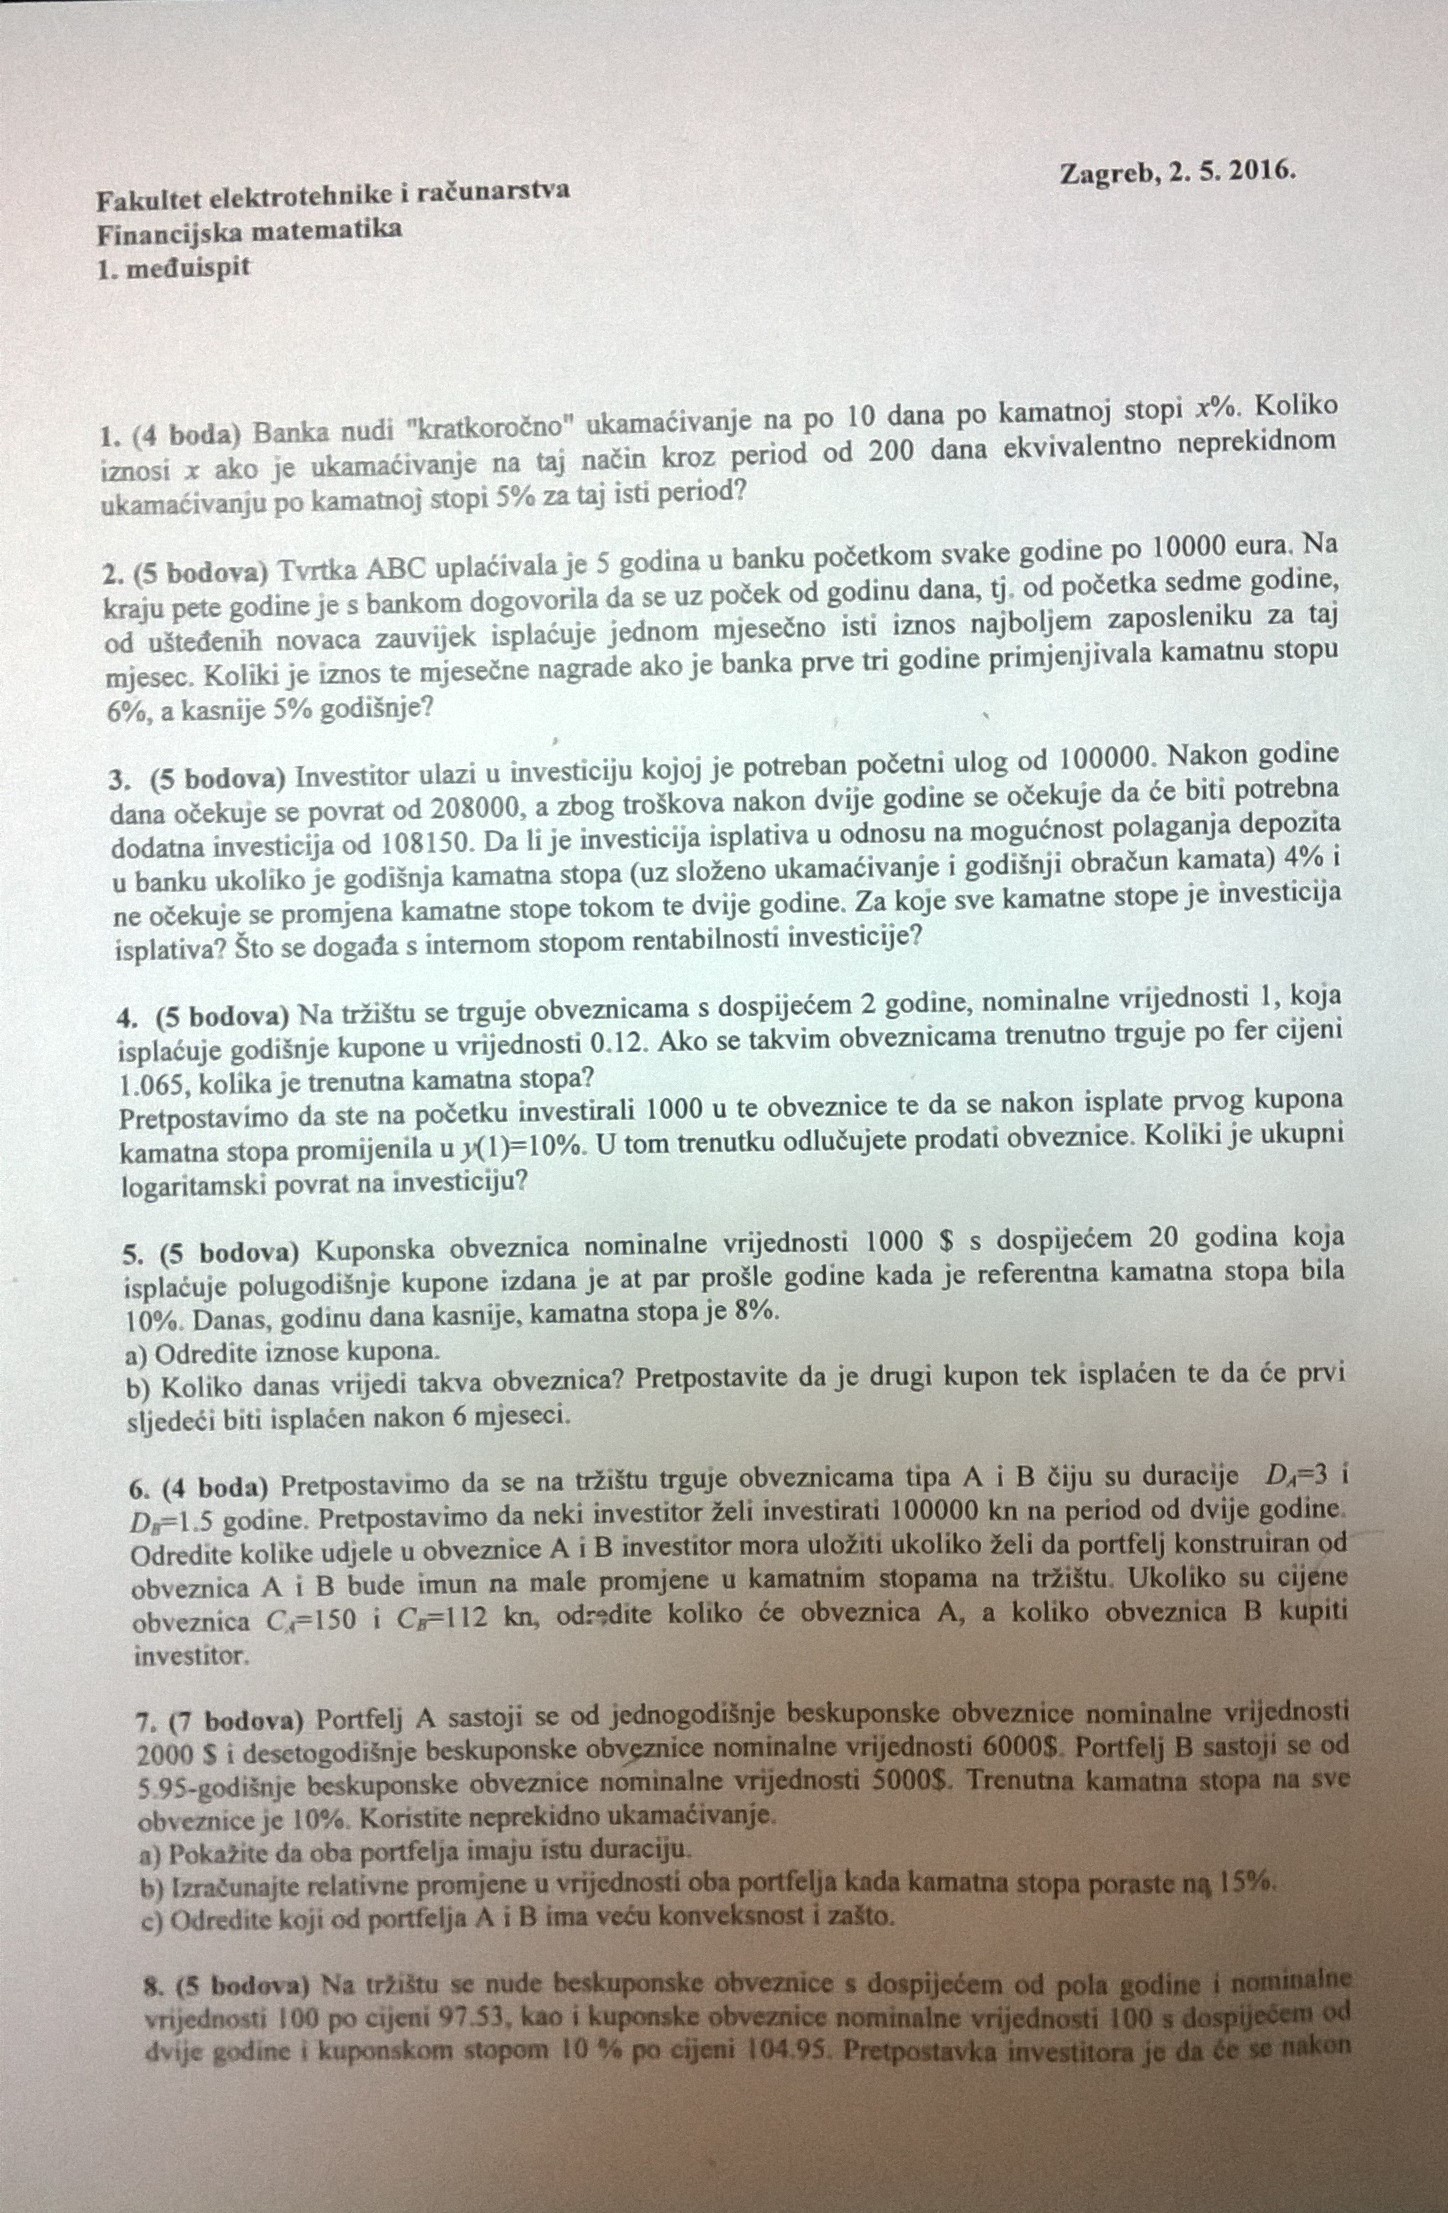 Zagreb, 2. 5. 2016.
Fakultet elektrotehnike i računarstva
Financijska matematika
1. međuispit
1. (4 boda) Banka nudi "kratkoročno" ukamaćivanje na po 10 dana po kamatnoj stopi x%. Koliko
iznosi x ako je ukamaćivanje na taj način kroz period od 200 dana ekvivalentno neprekidnom
ukamaćivanju po kamatnoj stopi 5% za taj isti period?
2. (5 bodova) Tvrtka ABC uplaćivala je 5 godina u banku početkom svake godine po 10000 eura. Na
kraju pete godine je s bankom dogovorila da se uz poček od godinu dana, tj. od početka sedme godine,
od ušteđenih novaca zauvijek isplaćuje jednom mjesečno isti iznos najboljem zaposleniku za taj
mjesec. Koliki je iznos te mjesečne nagrade ako je banka prve tri godine primjenjivala kamatnu stopu
6%, a kasnije 5% godišnje?
3. (5 bodova) Investitor ulazi u investiciju kojoj je potreban početni ulog od 100000. Nakon godine
dana očekuje se povrat od 208000, a zbog troškova nakon dvije godine se očekuje da će biti potrebna
dodatna investicija od 108150. Da li je investicija isplativa u odnosu na mogućnost polaganja depozita
u banku ukoliko je godišnja kamatna stopa (uz složeno ukamaćivanje i godišnji obračun kamata) 4% i
ne očekuje se promjena kamatne stope tokom te dvije godine. Za koje sve kamatne stope je investicija
isplativa? Što se događa s internom stopom rentabilnosti investicije?
4. (5 bodova) Na tržištu se trguje obveznicama s dospijećem 2 godine, nominalne vrijednosti 1, koja
isplaćuje godišnje kupone u vrijednosti 0.12. Ako se takvim obveznicama trenutno trguje po fer cijeni
1.065, kolika je trenutna kamatna stopa?
Pretpostavimo da ste na početku investirali 1000 u te obveznice te da se nakon isplate prvog kupona
kamatna stopa promijenila u y(1)=10%. U tom trenutku odlučujete prodati obveznice. Koliki je ukupni
logaritamski povrat na investiciju?
5. (5 bodova) Kuponska obveznica nominalne vrijednosti 1000 $ s dospijećem 20 godina koja
isplaćuje polugodišnje kupone izdana je at par prošle godine kada je referentna kamatna stopa bila
10%. Danas, godinu dana kasnije, kamatna stopa je 8%.
a) Odredite iznose kupona.
b) Koliko danas vrijedi takva obveznica? Pretpostavite da je drugi kupon tek isplaćen te da će prvi
sljedeći biti isplaćen nakon 6 mjeseci.
6. (4 boda) Pretpostavimo da se na tržištu trguje obveznicama tipa A i B čiju su duracije D_A=3 i
D_B=1.5 godine. Pretpostavimo da neki investitor želi investirati 100000 kn na period od dvije godine.
Odredite kolike udjele u obveznice A i B investitor mora uložiti ukoliko želi da portfelj konstruiran od
obveznica A i B bude imun na male promjene u kamatnim stopama na tržištu. Ukoliko su cijene
obveznica C_A=150 i C_B=112 kn, odredite koliko će obveznica A, a koliko obveznica B kupiti
investitor.
7. (7 bodova) Portfelj A sastoji se od jednogodišnje beskuponske obveznice nominalne vrijednosti
2000 $ i desetogodišnje beskuponske obveznice nominalne vrijednosti 6000$. Portfelj B sastoji se od
5.95-godišnje beskuponske obveznice nominalne vrijednosti 5000$. Trenutna kamatna stopa na sve
obveznice je 10%. Koristite neprekidno ukamaćivanje.
a) Pokažite da oba portfelja imaju istu duraciju.
b) Izračunajte relativne promjene u vrijednosti oba portfelja kada kamatna stopa poraste na 15%.
c) Odredite koji od portfelja A i B ima veću konveksnost i zašto.
8. (5 bodova) Na tržištu se nude beskuponske obveznice s dospijećem od pola godine i nominalne
vrijednosti 100 po cijeni 97.53, kao i kuponske obveznice nominalne vrijednosti 100 s dospijećem od
dvije godine i kuponskom stopom 10 % po cijeni 104.95. Pretpostavka investitora je da će se nakon